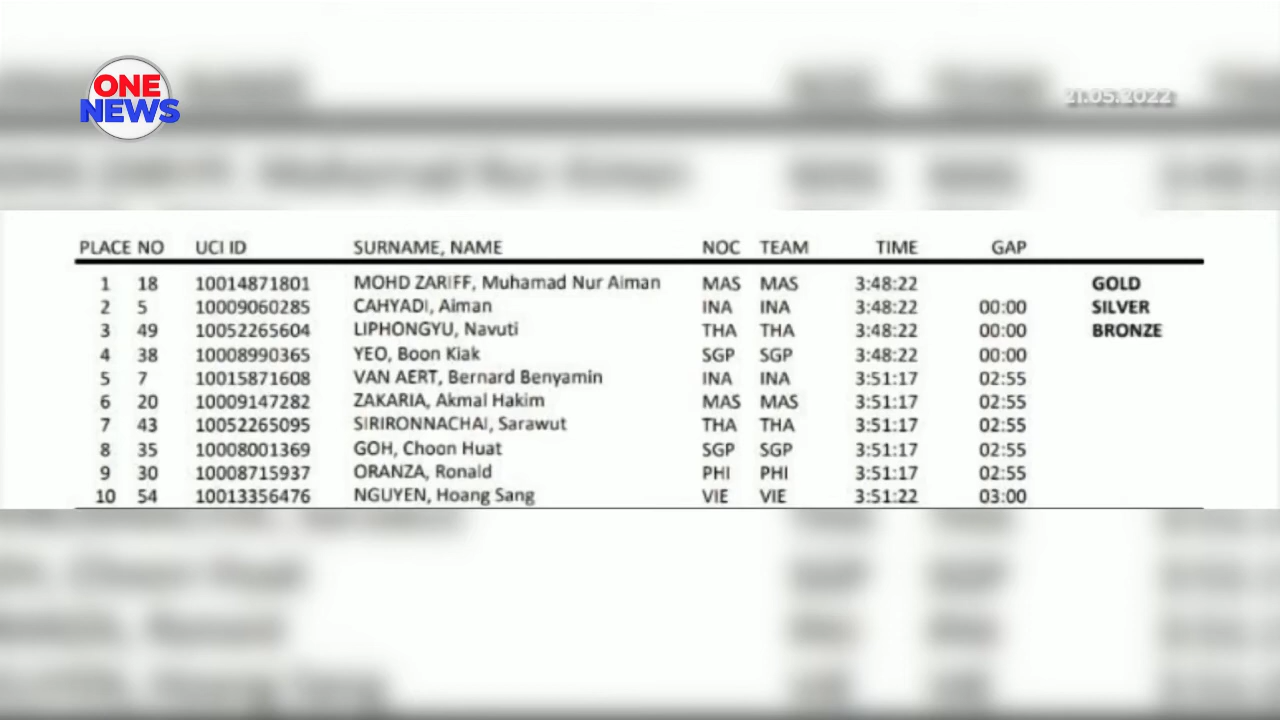 ONE
NEWS
21.05.2022
PLACE NO UCI ID SURNAME, NAME NOC TEAM TIME GAP
1 18 10014871801 MOHD ZARIFF, Muhamad Nur Aiman MAS MAS 3:48:22 GOLD
2 5 10009060285 CAHYADI, Aiman INA INA 3:48:22 00:00 SILVER
3 49 10052265604 LIPHONGYU, Navuti THA THA 3:48:22 00:00 BRONZE
4 38 10008990365 YEO, Boon Kiak SGP SGP 3:48:22 00:00
5 7 10015871608 VAN AERT, Bernard Benyamin INA INA 3:51:17 02:55
6 20 10009147282 ZAKARIA, Akmal Hakim MAS MAS 3:51:17 02:55
7 43 10052265095 SIRIRONNACHAI, Sarawut THA THA 3:51:17 02:55
8 35 10008001369 GOH, Choon Huat SGP SGP 3:51:17 02:55
9 30 10008715937 ORANZA, Ronald PHI PHI 3:51:17 02:55
10 54 10013356476 NGUYEN, Hoang Sang VIE VIE 3:51:22 03:00